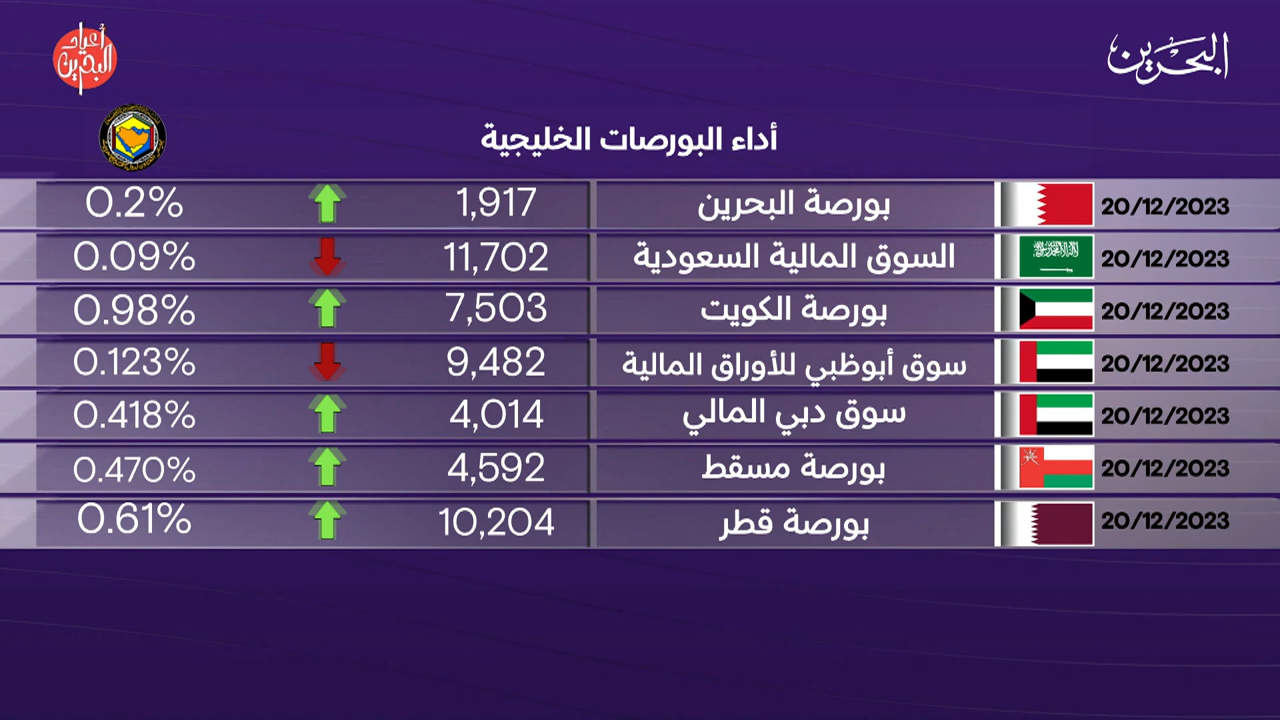 البحرين
أعياد
البحرين
أداء البورصات الخليجية
20/12/2023 بورصة البحرين 1,917 0.2%
20/12/2023 السوق المالية السعودية 11,702 0.09%
20/12/2023 بورصة الكويت 7,503 0.98%
20/12/2023 سوق أبوظبي للأوراق المالية 9,482 0.123%
20/12/2023 سوق دبي المالي 4,014 0.418%
20/12/2023 بورصة مسقط 4,592 0.470%
20/12/2023 بورصة قطر 10,204 0.61%